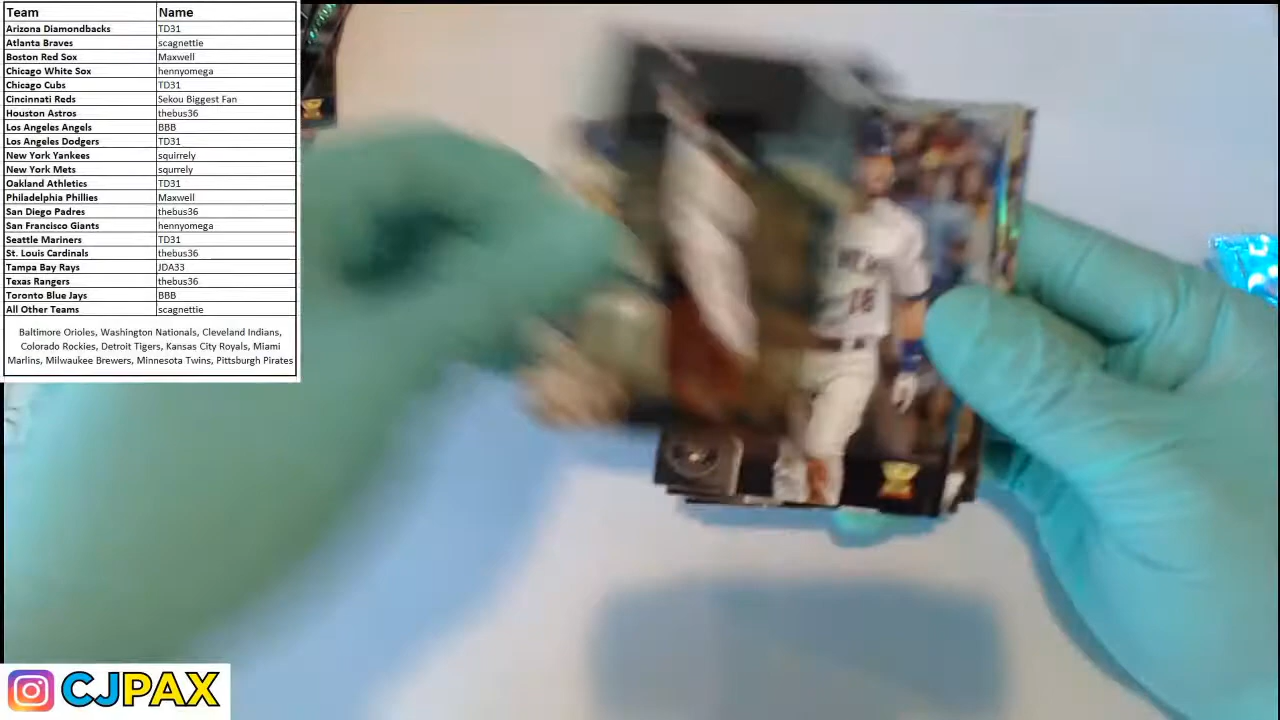 Team Name
Arizona Diamondbacks TD31
Atlanta Braves scagnettie
Boston Red Sox Maxwell
Chicago White Sox hennyomega
Chicago Cubs TD31
Cincinnati Reds Sekou Biggest Fan
Houston Astros thebus36
Los Angeles Angels BBB
Los Angeles Dodgers TD31
New York Yankees squirrely
New York Mets squrrely
Oakland Athletics TD31
Philadelphia Phillies Maxwell
San Diego Padres thebus36
San Francisco Giants hennyomega
Seattle Mariners TD31
St. Louis Cardinals thebus36
Tampa Bay Rays JDA33
Texas Rangers thebus36
Toronto Blue Jays BBB
All Other Teams scagnettie
Baltimore Orioles, Washington Nationals, Cleveland Indians,
Colorado Rockies, Detroit Tigers, Kansas City Royals, Miami
Marlins, Milwaukee Brewers, Minnesota Twins, Pittsburgh Pirates
18
CJPAX